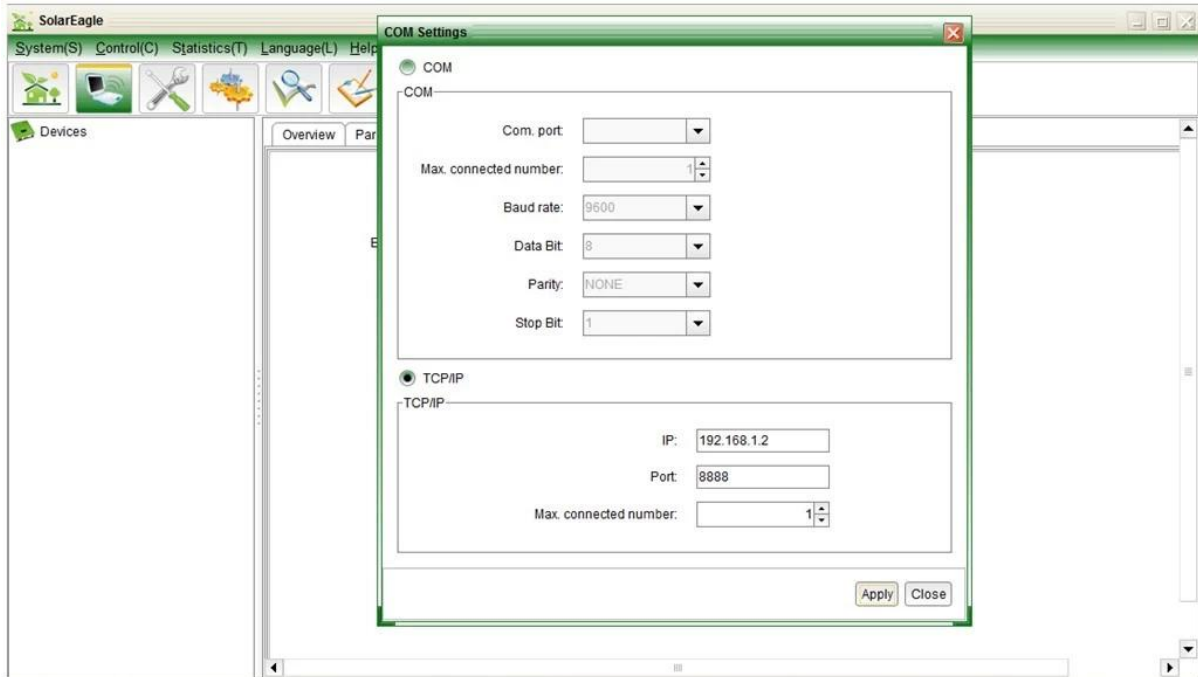 SolarEagle
System(S) Control(C) Statistics(T) Language(L) Help
Devices
Overview Par
E
COM Settings
COM
COM
Com. port:
Max. connected number: 1
Baud rate: 9600
Data Bit: 8
Parity: NONE
Stop Bit: 1
TCP/IP
TCP/IP
IP: 192.168.1.2
Port: 8888
Max. connected number: 1
Apply Close